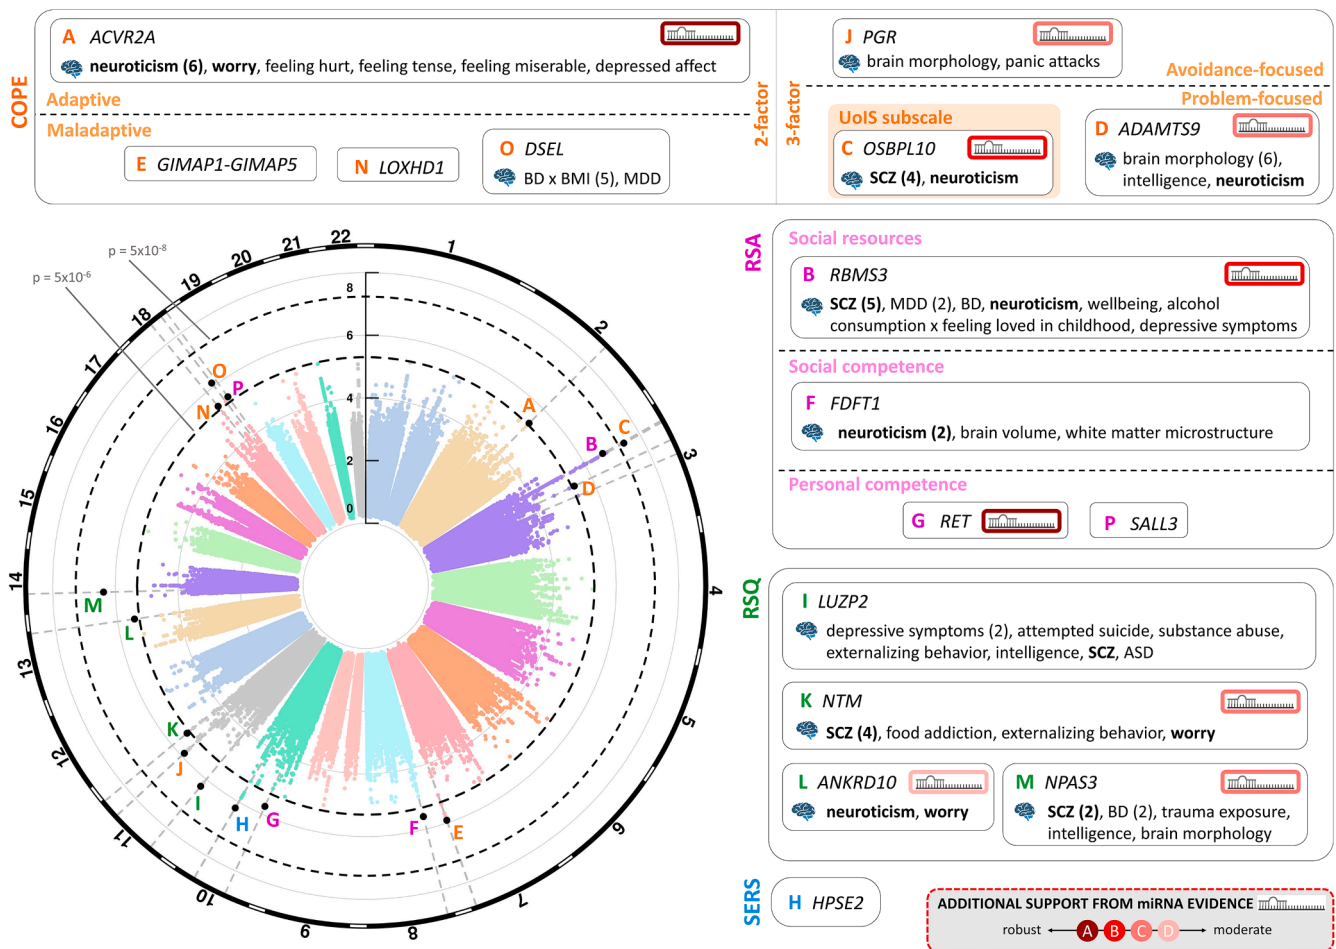 COPE
A ACVR2A
neuroticism (6), worry, feeling hurt, feeling tense, feeling miserable, depressed affect
Adaptive
Maladaptive
E GIMAP1-GIMAP5
N LOXHD1
O DSEL
BD x BMI (5), MDD
2-factor
3-factor
J PGR
brain morphology, panic attacks
Avoidance-focused
Problem-focused
UoIS subscale
C OSBPL10
SCZ (4), neuroticism
D ADAMTS9
brain morphology (6),
intelligence, neuroticism
p = 5x10-8
p = 5x10-6
1
2
3
4
5
6
7
8
9
10
11
12
13
14
15
16
17
18
19
20
21
22
8
6
4
2
0
A
B
C
D
E
F
G
H
I
J
K
L
M
N
O
P
RSA
Social resources
B RBMS3
SCZ (5), MDD (2), BD, neuroticism, wellbeing, alcohol
consumption x feeling loved in childhood, depressive symptoms
Social competence
F FDFT1
neuroticism (2), brain volume, white matter microstructure
Personal competence
G RET
P SALL3
RSQ
I LUZP2
depressive symptoms (2), attempted suicide, substance abuse,
externalizing behavior, intelligence, SCZ, ASD
K NTM
SCZ (4), food addiction, externalizing behavior, worry
L ANKRD10
neuroticism, worry
M NPAS3
SCZ (2), BD (2), trauma exposure,
intelligence, brain morphology
SERS
H HPSE2
ADDITIONAL SUPPORT FROM miRNA EVIDENCE
robust A B C D moderate